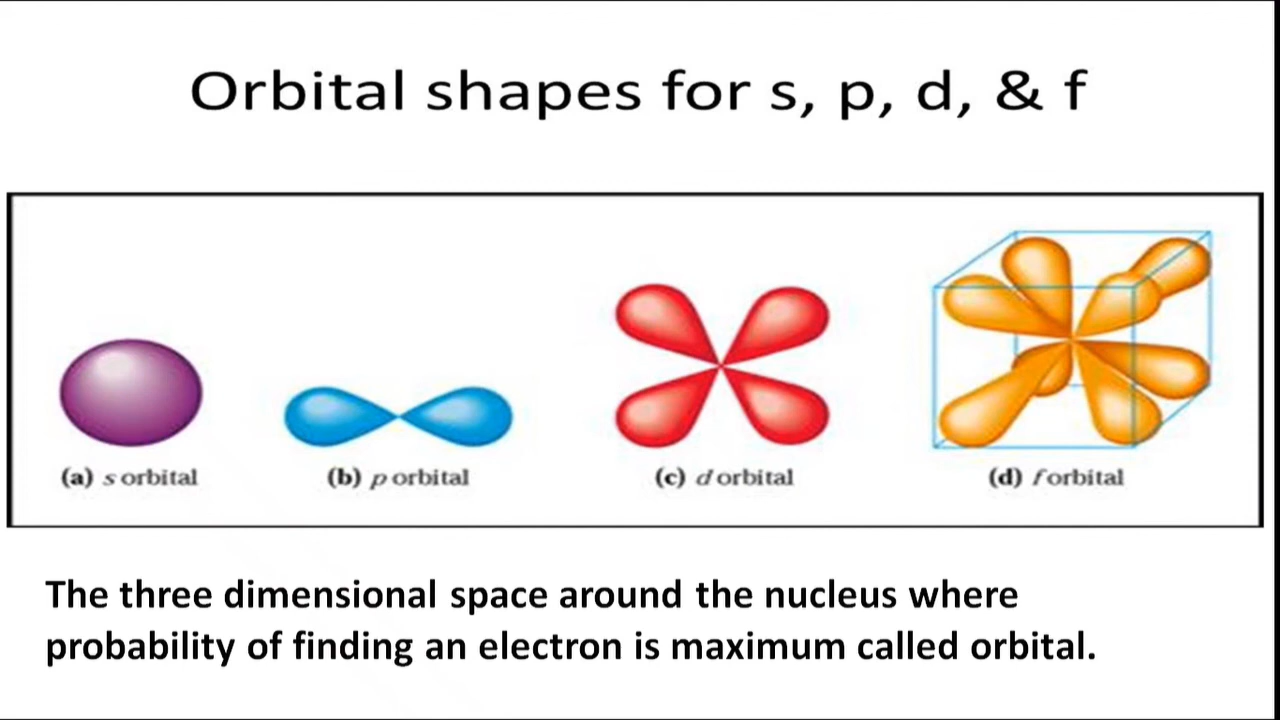 Orbital shapes for s, p, d, & f
(a) s orbital
(b) p orbital
(c) d orbital
(d) f orbital
The three dimensional space around the nucleus where
probability of finding an electron is maximum called orbital.